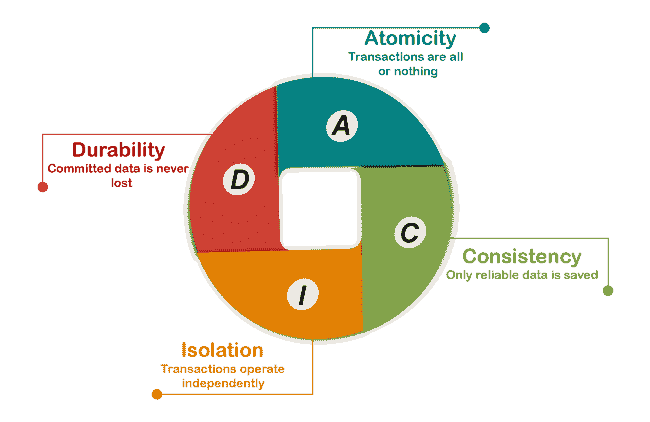 Atomicity
Transactions are all
or nothing
A
Durability
Committed data is never
lost
D
C
Consistency
Only reliable data is saved
I
Isolation
Transactions operate
independently